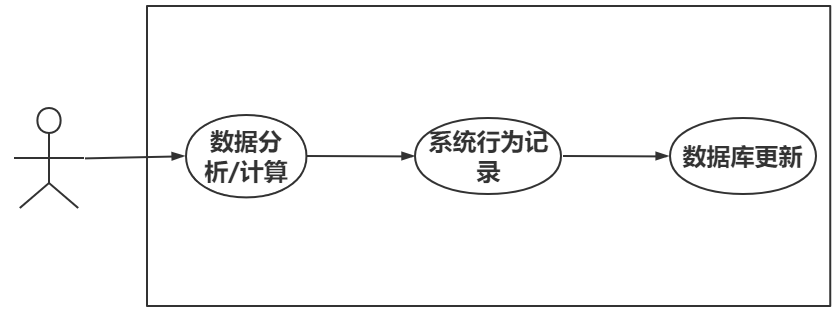 数据分
析/计算
系统行为记
录
数据库更新